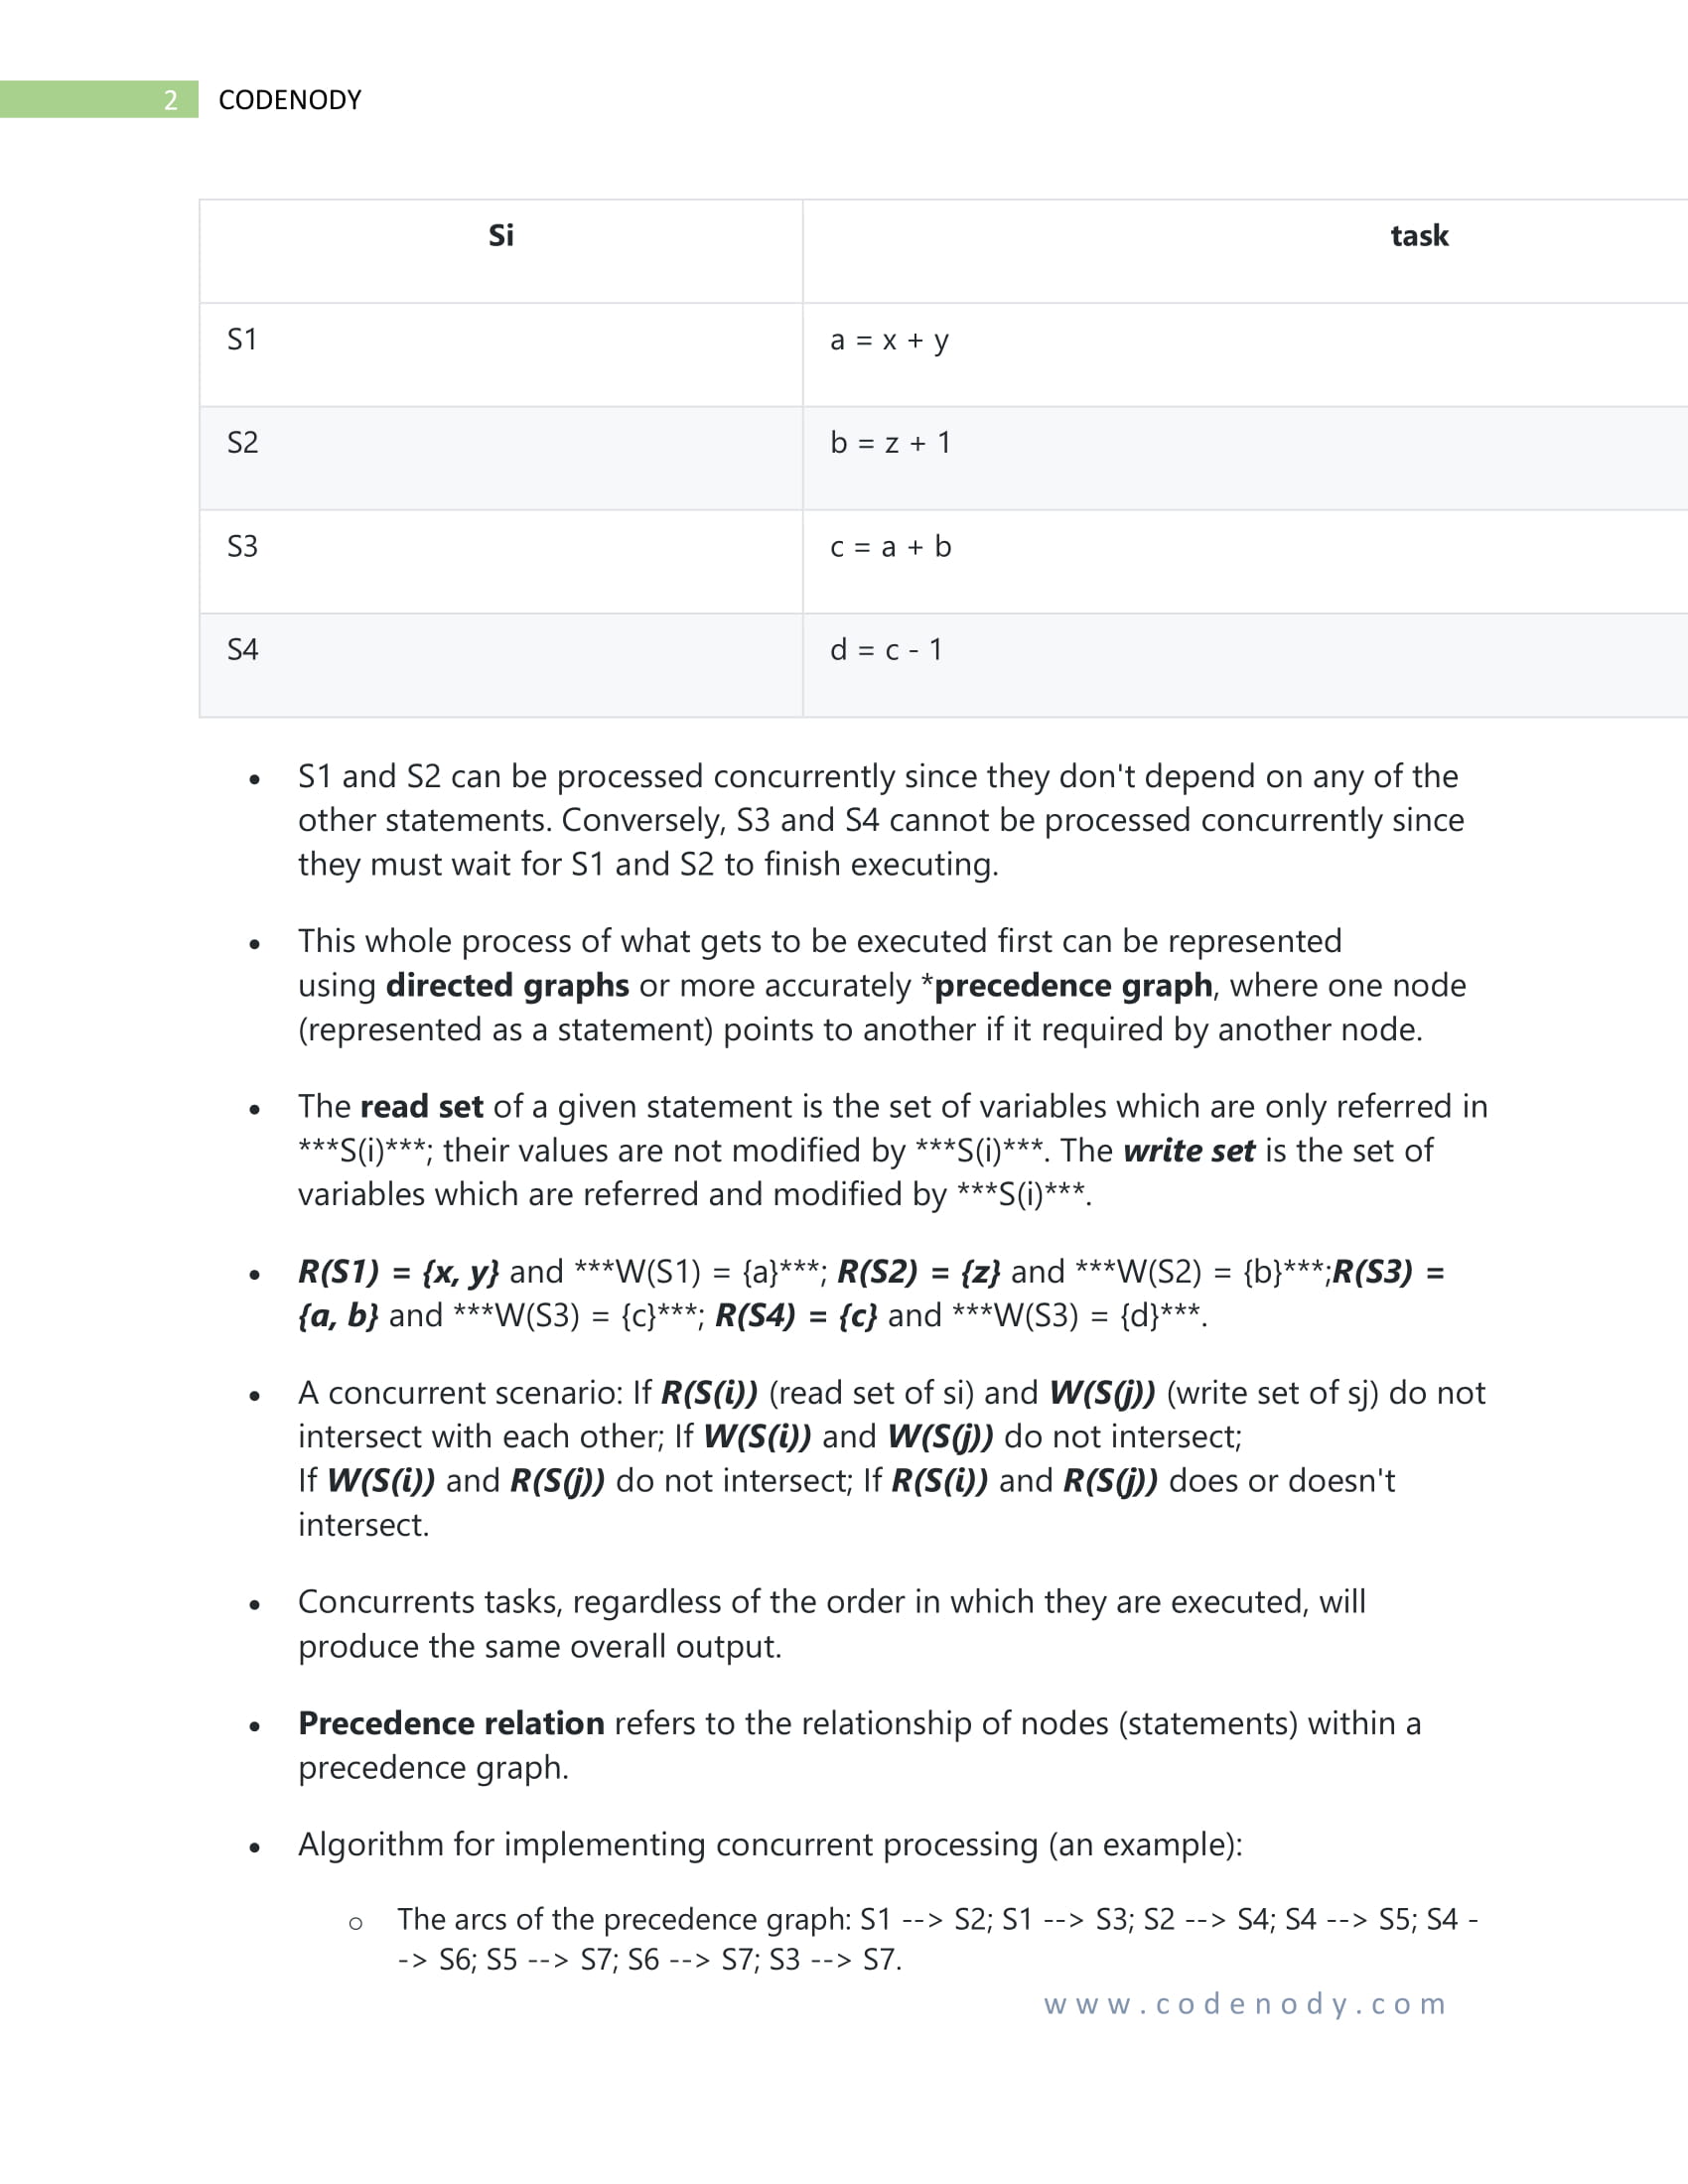 2 CODENODY
Si task
S1 a = x + y
S2 b = z + 1
S3 c = a + b
S4 d = c - 1
• S1 and S2 can be processed concurrently since they don't depend on any of the
other statements. Conversely, S3 and S4 cannot be processed concurrently since
they must wait for S1 and S2 to finish executing.
• This whole process of what gets to be executed first can be represented
using directed graphs or more accurately *precedence graph, where one node
(represented as a statement) points to another if it required by another node.
• The read set of a given statement is the set of variables which are only referred in
***S(i)***; their values are not modified by ***S(i)***. The write set is the set of
variables which are referred and modified by ***S(i)***.
• R(S1) = {x, y} and ***W(S1) = {a}***; R(S2) = {z} and ***W(S2) = {b}***;R(S3) =
{a, b} and ***W(S3) = {c}***; R(S4) = {c} and ***W(S3) = {d}***.
• A concurrent scenario: If R(S(i)) (read set of si) and W(S(j)) (write set of sj) do not
intersect with each other; If W(S(i)) and W(S(j)) do not intersect;
If W(S(i)) and R(S(j)) do not intersect; If R(S(i)) and R(S(j)) does or doesn't
intersect.
• Concurrents tasks, regardless of the order in which they are executed, will
produce the same overall output.
• Precedence relation refers to the relationship of nodes (statements) within a
precedence graph.
• Algorithm for implementing concurrent processing (an example):
o The arcs of the precedence graph: S1 --> S2; S1 --> S3; S2 --> S4; S4 --> S5; S4 -
-> S6; S5 --> S7; S6 --> S7; S3 --> S7.
www.codenody.com